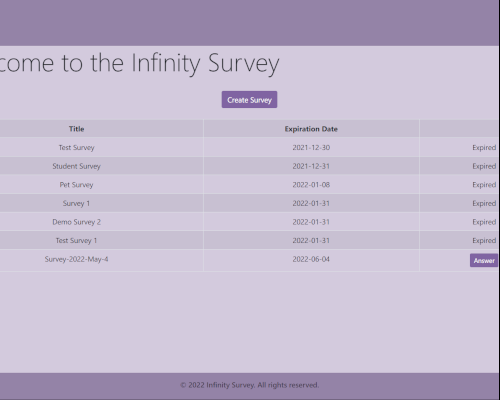 come to the Infinity Survey
Create Survey
Title Expiration Date
Test Survey 2021-12-30 Expired
Student Survey 2021-12-31 Expired
Pet Survey 2022-01-08 Expired
Survey 1 2022-01-31 Expired
Demo Survey 2 2022-01-31 Expired
Test Survey 1 2022-01-31 Expired
Survey-2022-May-4 2022-06-04 Answer
© 2022 Infinity Survey. All rights reserved.